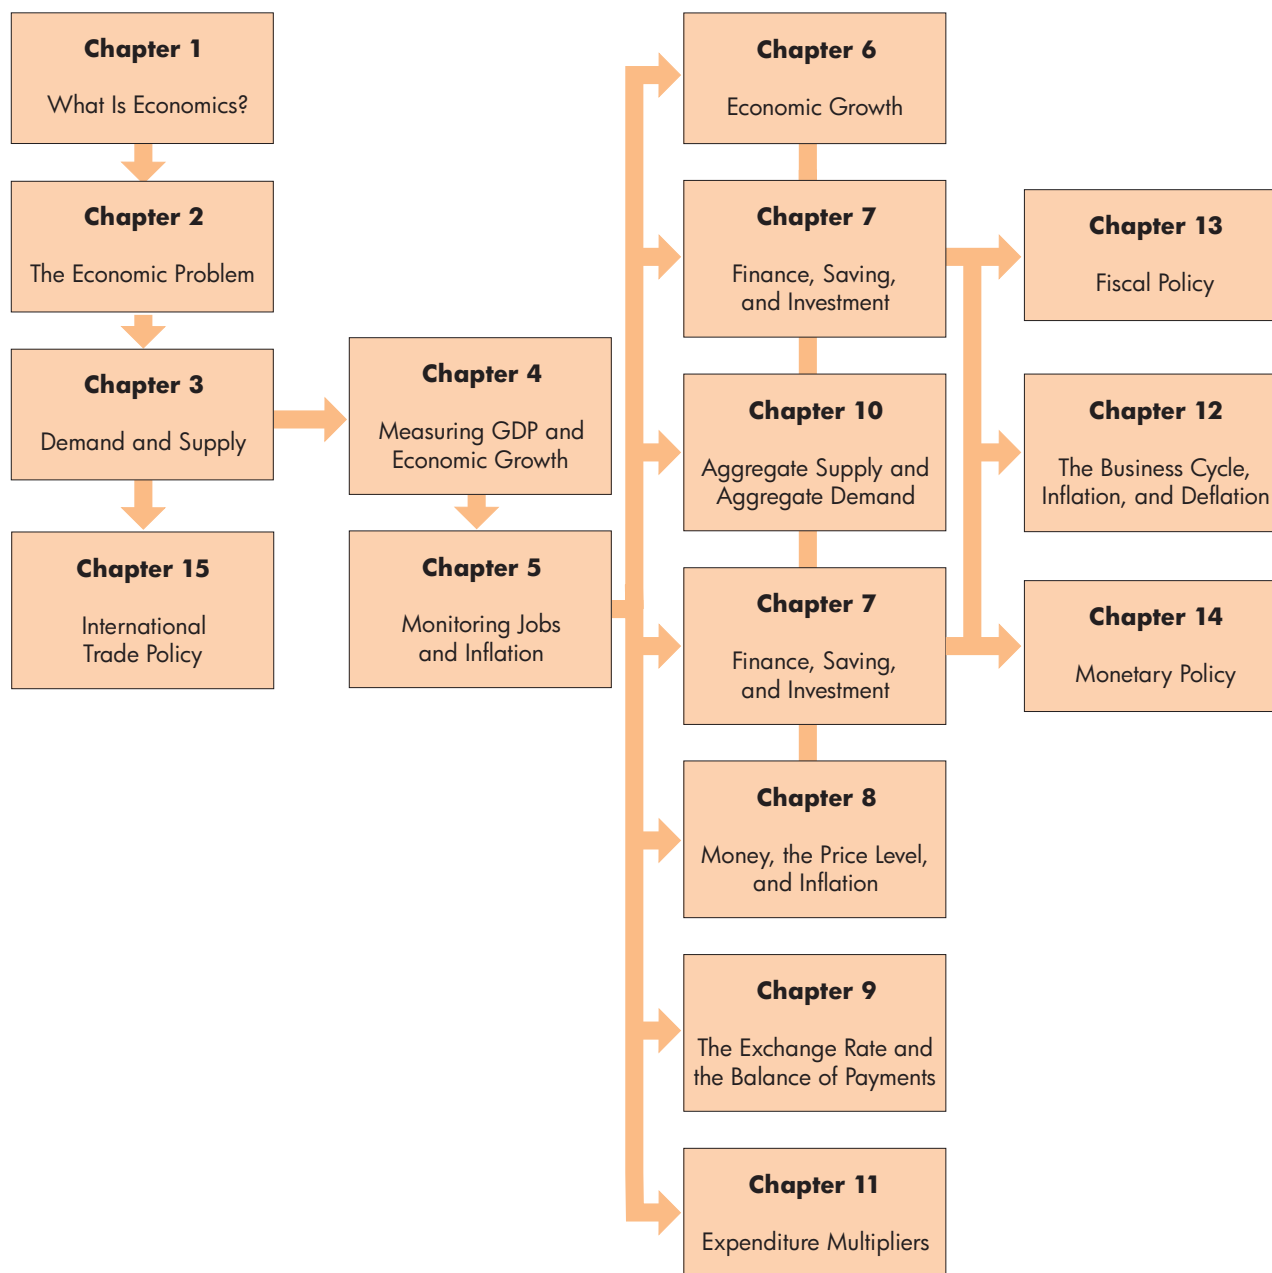 Chapter 1
What Is Economics?
Chapter 2
The Economic Problem
Chapter 3
Demand and Supply
Chapter 15
International
Trade Policy
Chapter 4
Measuring GDP and
Economic Growth
Chapter 5
Monitoring Jobs
and Inflation
Chapter 6
Economic Growth
Chapter 7
Finance, Saving,
and Investment
Chapter 10
Aggregate Supply and
Aggregate Demand
Chapter 7
Finance, Saving,
and Investment
Chapter 8
Money, the Price Level,
and Inflation
Chapter 9
The Exchange Rate and
the Balance of Payments
Chapter 11
Expenditure Multipliers
Chapter 13
Fiscal Policy
Chapter 12
The Business Cycle,
Inflation, and Deflation
Chapter 14
Monetary Policy